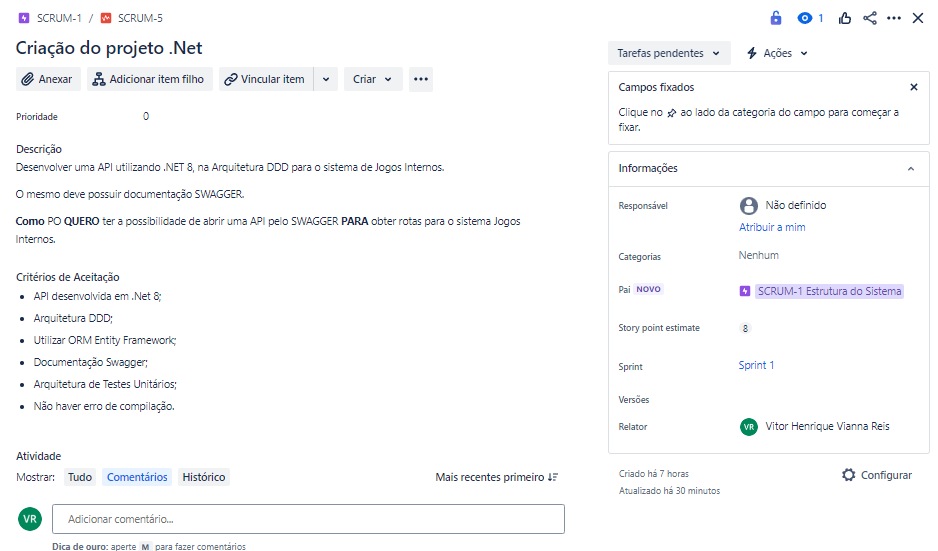 SCRUM-1 / SCRUM-5
1
Criação do projeto .Net
Anexar
Adicionar item filho
Vincular item
Criar
Prioridade 0
Descrição
Desenvolver uma API utilizando .NET 8, na Arquitetura DDD para o sistema de Jogos Internos.
O mesmo deve possuir documentação SWAGGER.
Como PO QUERO ter a possibilidade de abrir uma API pelo SWAGGER PARA obter rotas para o sistema Jogos
Internos.
Critérios de Aceitação
• API desenvolvida em .Net 8;
• Arquitetura DDD;
• Utilizar ORM Entity Framework;
• Documentação Swagger;
• Arquitetura de Testes Unitários;
• Não haver erro de compilação.
Atividade
Mostrar: Tudo Comentários Histórico Mais recentes primeiro
VR
Adicionar comentário...
Dica de ouro: aperte M para fazer comentários
Tarefas pendentes
Ações
Campos fixados
Clique no ao lado da categoria do campo para começar a
fixar.
Informações
Responsável Não definido
Atribuir a mim
Categorias Nenhum
Pai NOVO SCRUM-1 Estrutura do Sistema
Story point estimate 8
Sprint Sprint 1
Versões
Relator VR Vitor Henrique Vianna Reis
Criado há 7 horas
Atualizado há 30 minutos
Configurar